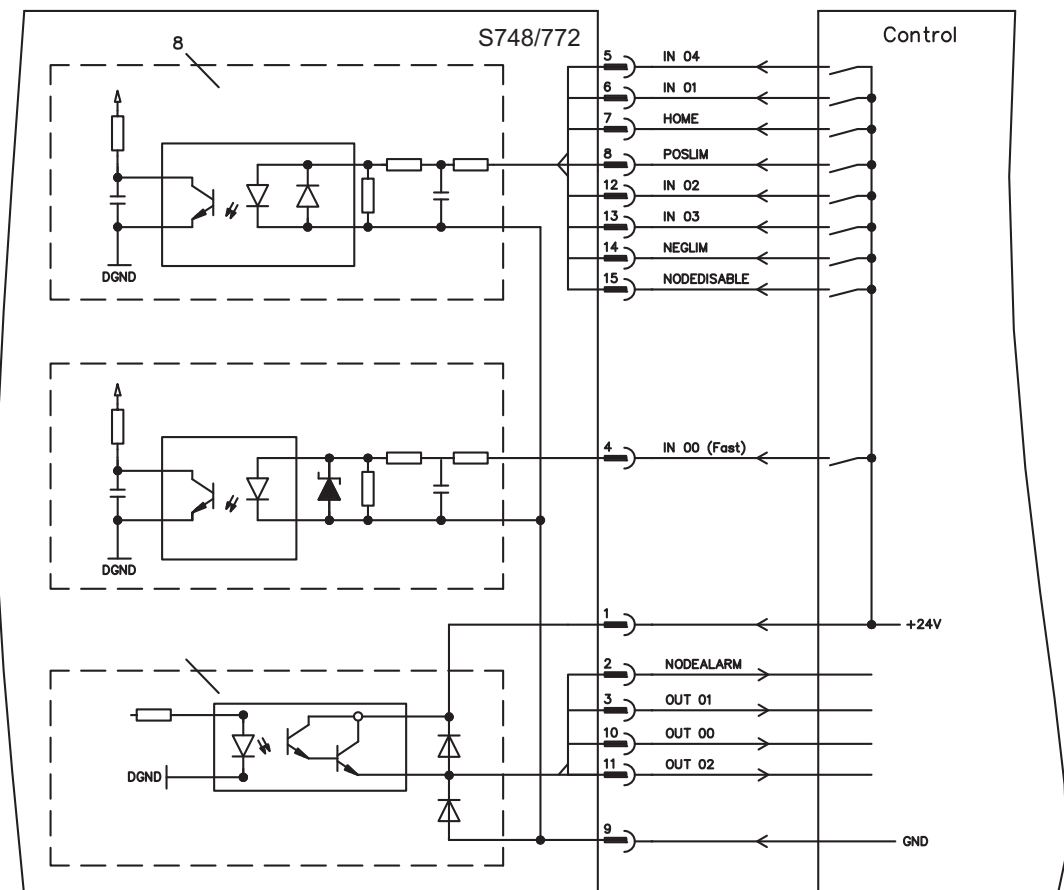 8
S748/772
Control
5 IN 04
6 IN 01
7 HOME
8 POSLIM
12 IN 02
13 IN 03
14 NEGLIM
15 NODEDISABLE
DGND
4 IN 00 (Fast)
DGND
1 +24V
2 NODEALARM
3 OUT 01
10 OUT 00
11 OUT 02
DGND
9 GND